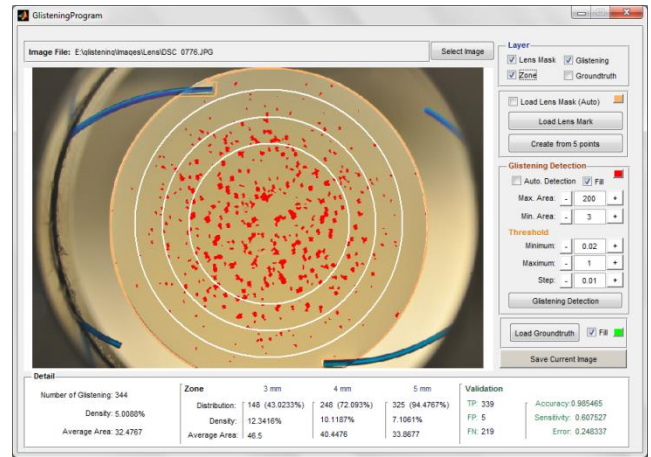 GlisteningProgram
Image File: E:\glistening\Images\Lens\DSC_0776.JPG
Select Image
Layer
Lens Mask Glistening
Zone Groundtruth
Load Lens Mask (Auto)
Load Lens Mark
Create from 5 points
Glistening Detection
Auto. Detection Fill
Max. Area: - 200 +
Min. Area: - 3 +
Threshold
Minimum: - 0.02 +
Maximum: - 1 +
Step: - 0.01 +
Glistening Detection
Load Groundtruth Fill
Save Current Image
Detail
Number of Glistening: 344
Density: 5.0088%
Average Area: 32.4767
Zone 3 mm 4 mm 5 mm
Distribution: 148 (43.0233%) 248 (72.093%) 325 (94.4767%)
Density: 12.3416% 10.1187% 7.1061%
Average Area: 46.5 40.4476 33.8677
Validation
TP: 339 Accuracy:0.985465
FP: 5 Sensitivity: 0.607527
FN: 219 Error: 0.248337